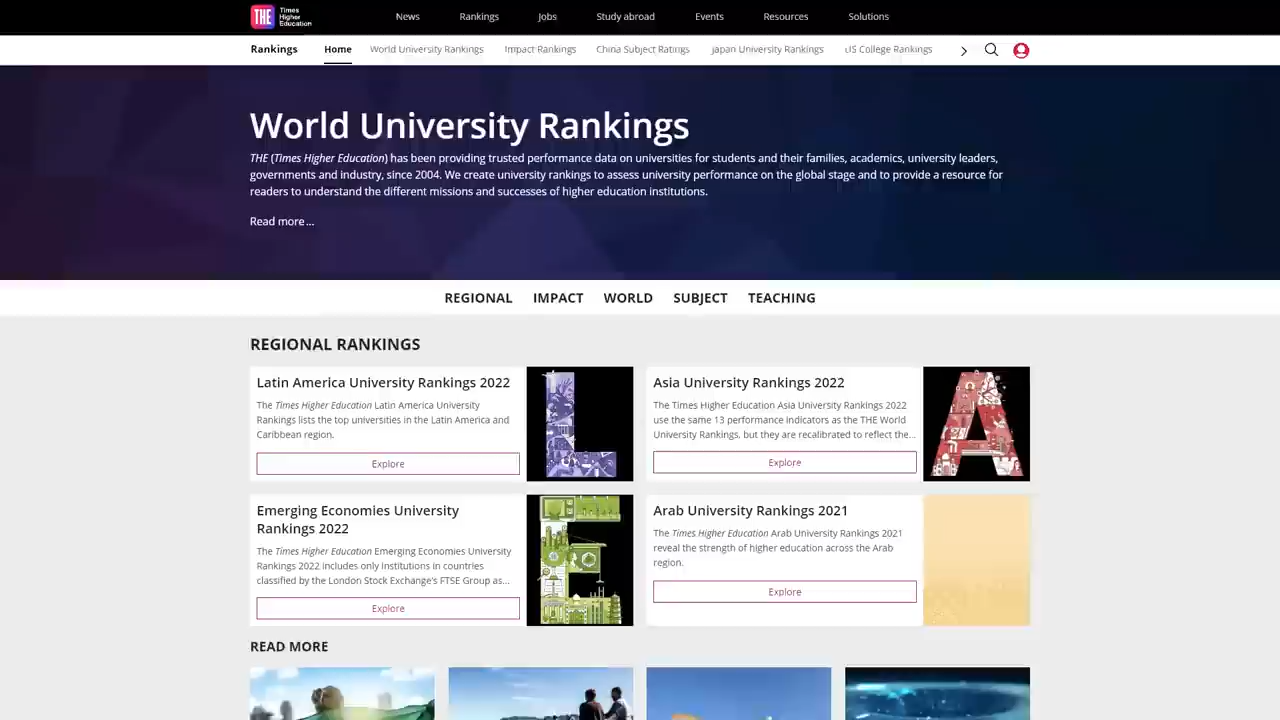 THE Times Higher Education
News Rankings Jobs Study abroad Events Resources Solutions
Rankings Home World University Rankings Impact Rankings China Subject Ratings Japan University Rankings US College Rankings
World University Rankings
THE (Times Higher Education) has been providing trusted performance data on universities for students and their families, academics, university leaders,
governments and industry, since 2004. We create university rankings to assess university performance on the global stage and to provide a resource for
readers to understand the different missions and successes of higher education institutions.
Read more...
REGIONAL IMPACT WORLD SUBJECT TEACHING
REGIONAL RANKINGS
Latin America University Rankings 2022
The Times Higher Education Latin America University
Rankings lists the top universities in the Latin America and
Caribbean region.
Explore
L
Asia University Rankings 2022
The Times Higher Education Asia University Rankings 2022
use the same 13 performance indicators as the THE World
University Rankings, but they are recalibrated to reflect the...
Explore
A
Emerging Economies University
Rankings 2022
The Times Higher Education Emerging Economies University
Rankings 2022 includes only institutions in countries
classified by the London Stock Exchange's FTSE Group as...
Explore
E
Arab University Rankings 2021
The Times Higher Education Arab University Rankings 2021
reveal the strength of higher education across the Arab
region.
Explore
READ MORE